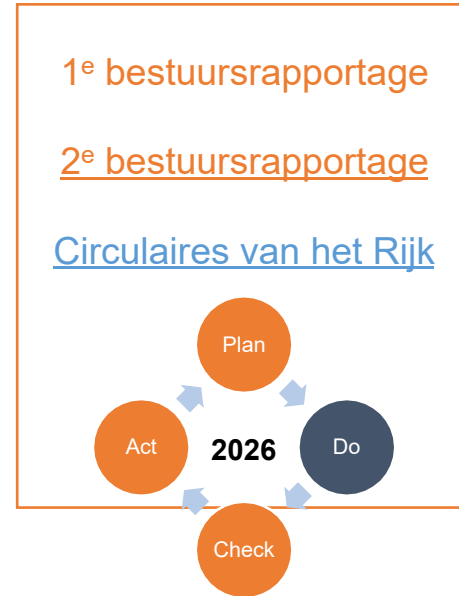 1e bestuursrapportage
2e bestuursrapportage
Circulaires van het Rijk
Plan
Act 2026 Do
Check